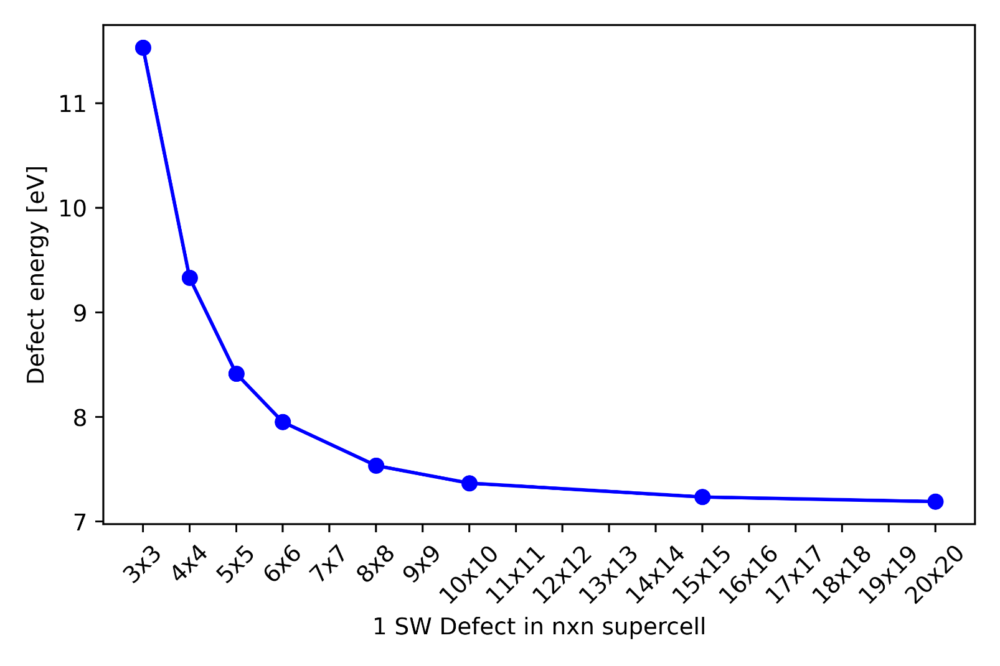 Defect energy [eV]
11
10
9
8
7
3x3
4x4
5x5
6x6
7x7
8x8
9x9
10x10
11x11
12x12
13x13
14x14
15x15
16x16
17x17
18x18
19x19
20x20
1 SW Defect in nxn supercell